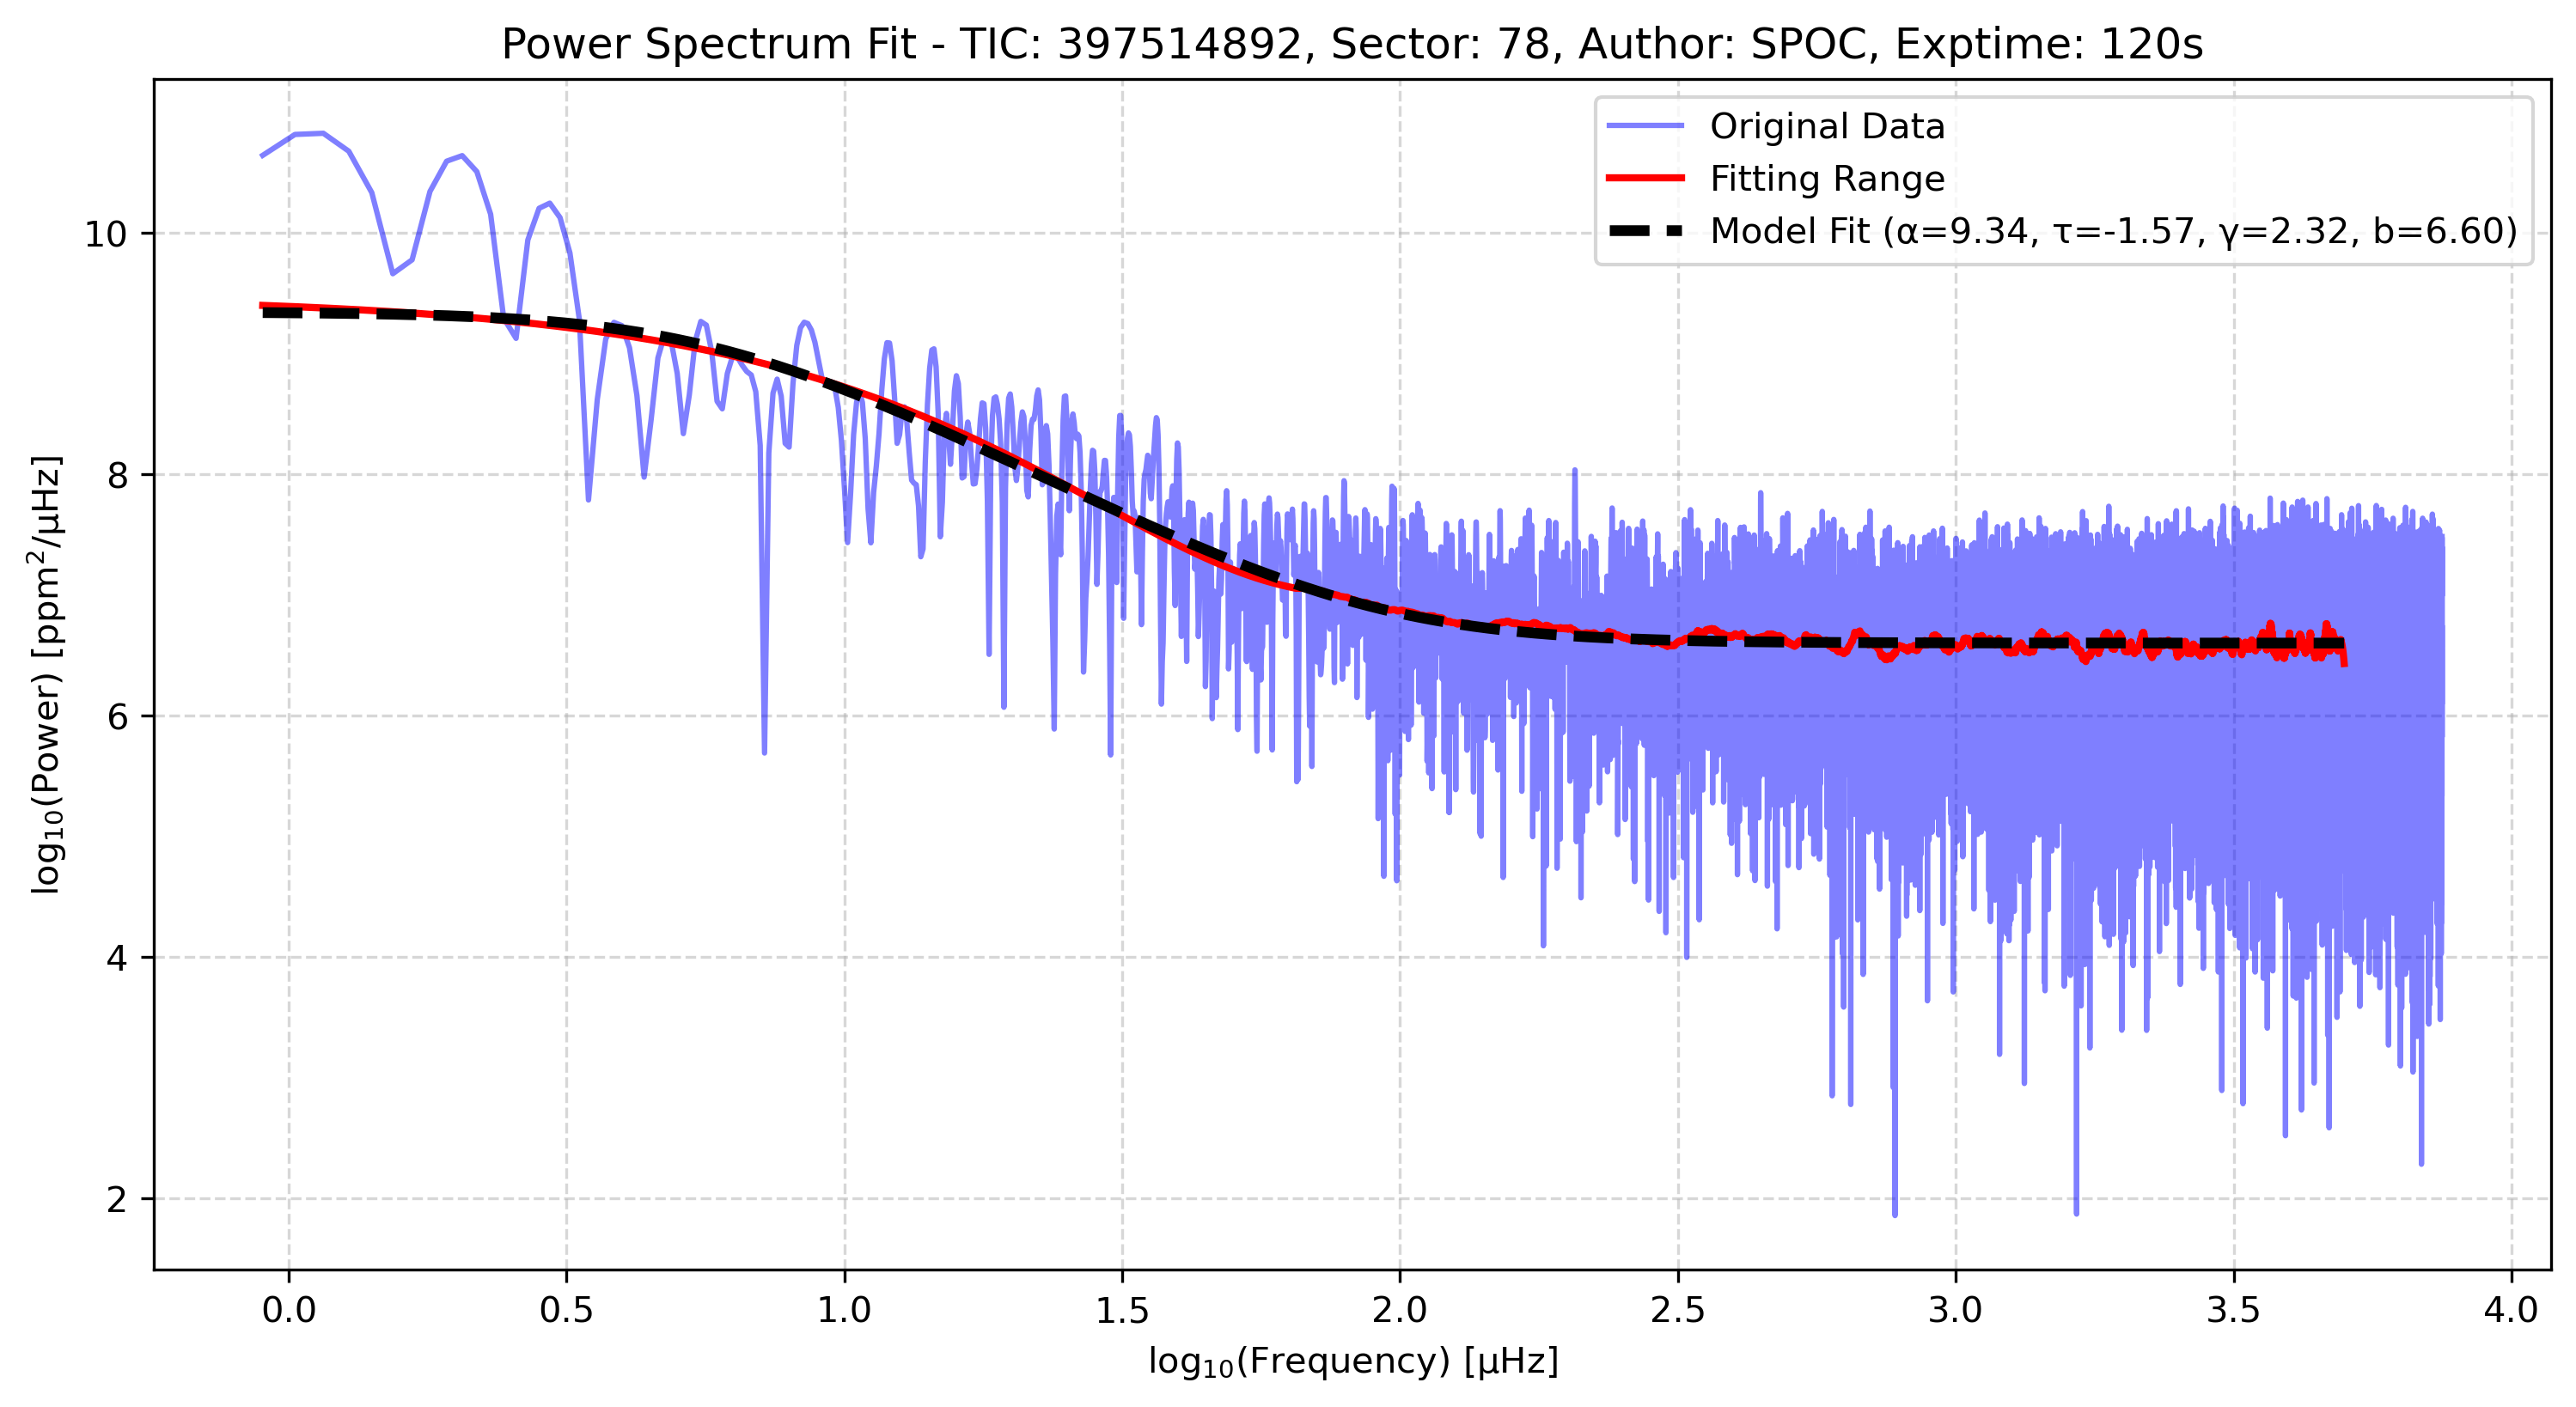 Power Spectrum Fit - TIC: 397514892, Sector: 78, Author: SPOC, Exptime: 120s
Original Data
Fitting Range
Model Fit (α=9.34, τ=-1.57, γ=2.32, b=6.60)
log₁₀(Power) [ppm²/μHz]
10
8
6
4
2
0.0 0.5 1.0 1.5 2.0 2.5 3.0 3.5 4.0
log₁₀(Frequency) [μHz]